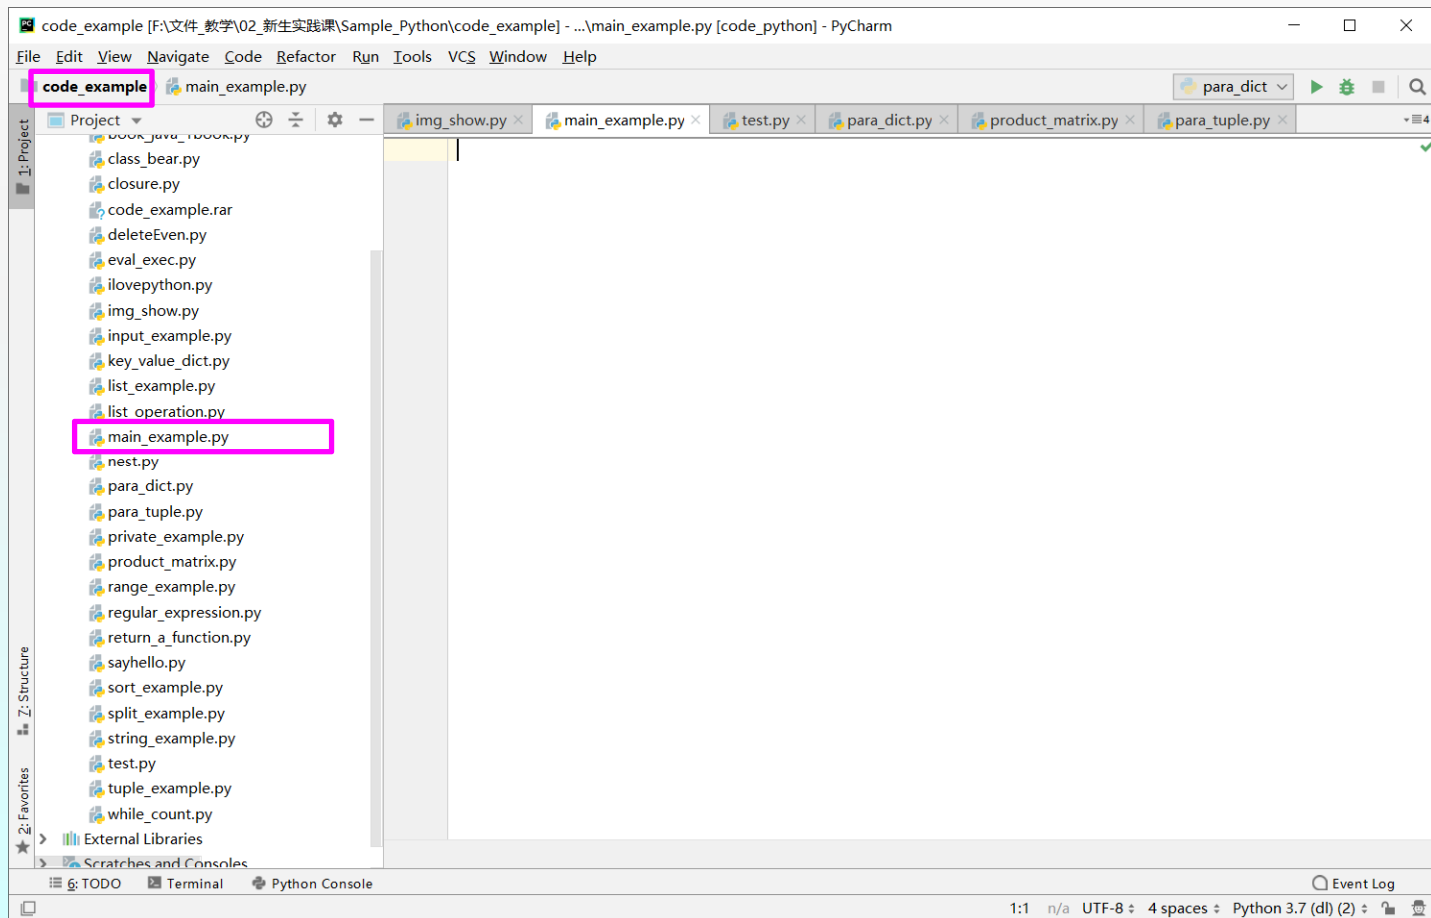 code_example [F:\文件_教学\02_新生实践课\Sample_Python\code_example] - ...\main_example.py [code_python] - PyCharm
File Edit View Navigate Code Refactor Run Tools VCS Window Help
code_example main_example.py para_dict
Project img_show.py main_example.py test.py para_dict.py product_matrix.py para_tuple.py 4
1: Project
book_java_rbook.py
class_bear.py
closure.py
code_example.rar
deleteEven.py
eval_exec.py
ilovepython.py
img_show.py
input_example.py
key_value_dict.py
list_example.py
list_operation.py
main_example.py
nest.py
para_dict.py
para_tuple.py
private_example.py
product_matrix.py
range_example.py
regular_expression.py
return_a_function.py
sayhello.py
sort_example.py
split_example.py
string_example.py
test.py
tuple_example.py
while_count.py
External Libraries
Scratches and Consoles
Z: Structure
2: Favorites
6: TODO Terminal Python Console Event Log
1:1 n/a UTF-8 4 spaces Python 3.7 (dl) (2)